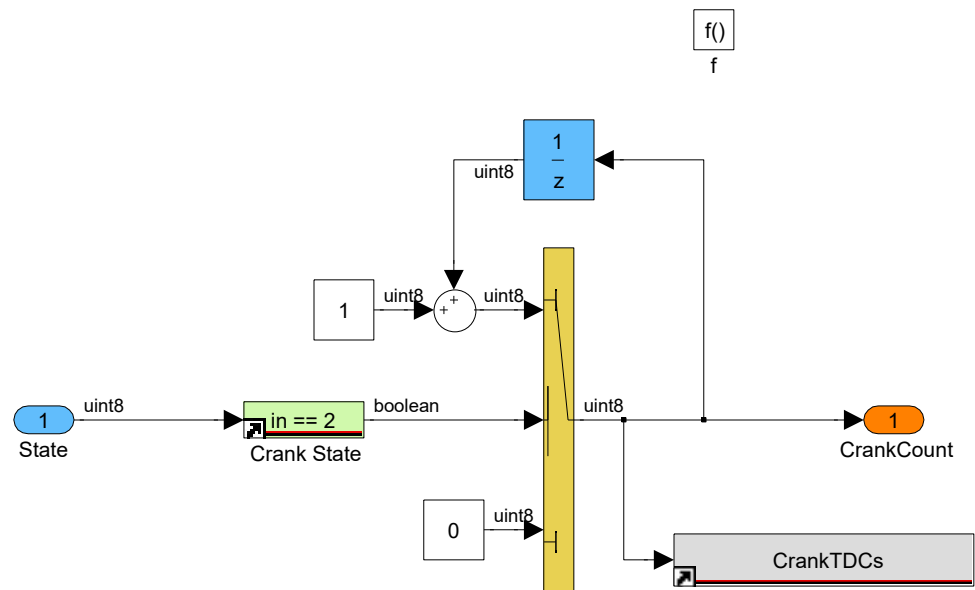 f()
f
1
z
uint8
1
uint8
uint8
+
+
1
uint8
in == 2
boolean
uint8
1
State
Crank State
CrankCount
0
uint8
CrankTDCs